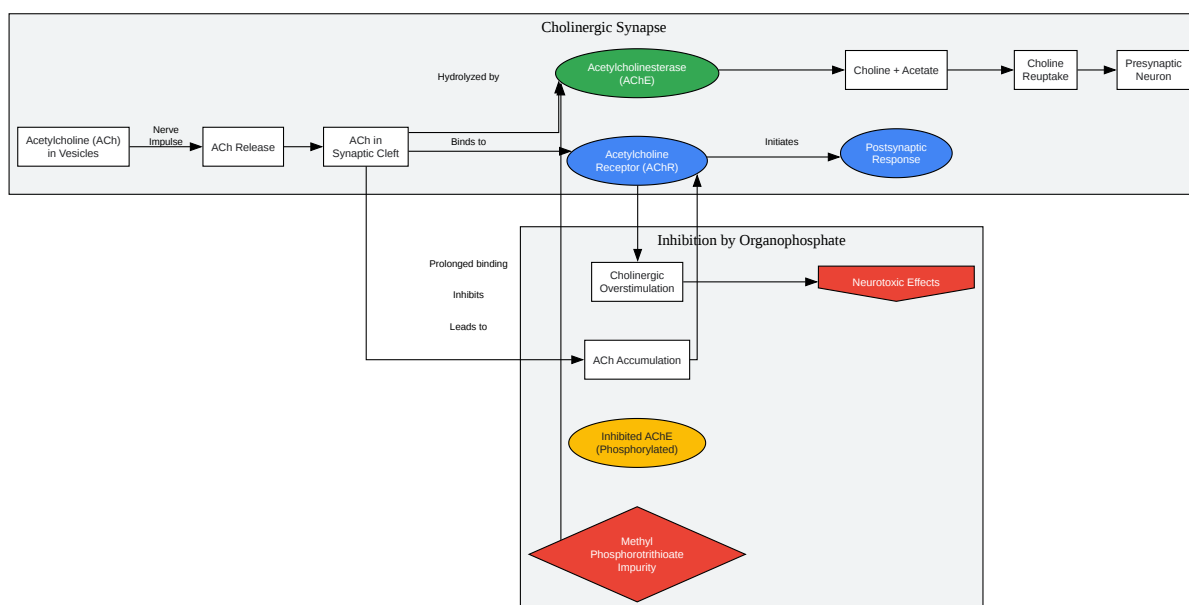 Cholinergic Synapse
Hydrolyzed by
Acetylcholinesterase
(AChE)
Choline + Acetate
Choline
Reuptake
Presynaptic
Neuron
Acetylcholine (ACh)
in Vesicles
Nerve
Impulse
ACh Release
ACh in
Synaptic Cleft
Binds to
Acetylcholine
Receptor (AChR)
Initiates
Postsynaptic
Response
Inhibition by Organophosphate
Prolonged binding
Inhibits
Leads to
Cholinergic
Overstimulation
Neurotoxic Effects
ACh Accumulation
Inhibited AChE
(Phosphorylated)
Methyl
Phosphorotrithioate
Impurity